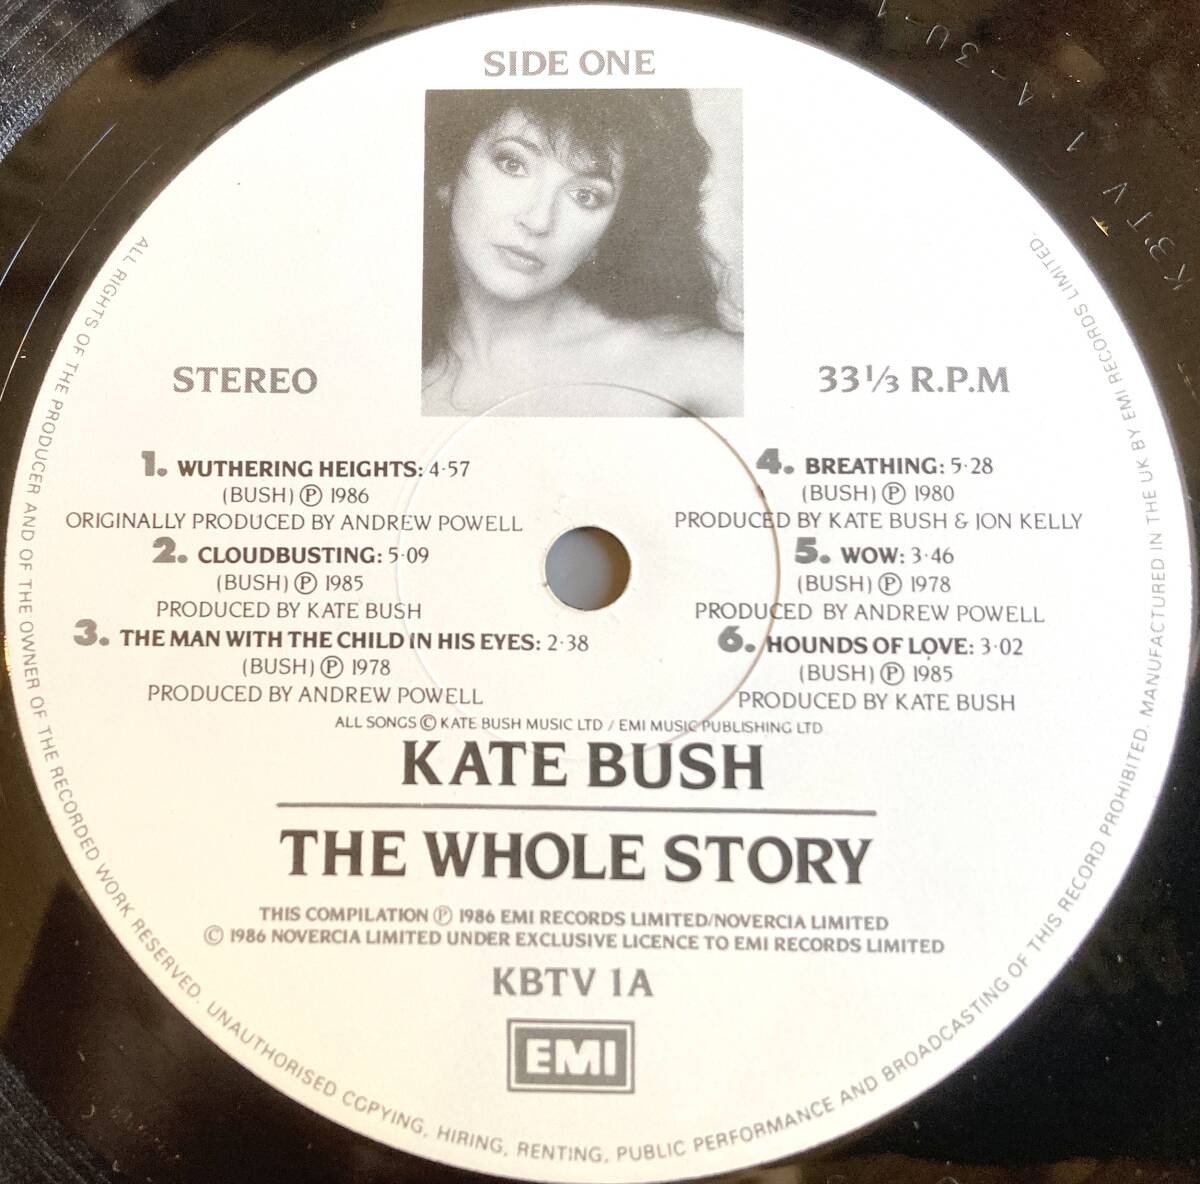 SIDE ONE
STEREO
33 1/3 R.P.M
1. WUTHERING HEIGHTS: 4·57
(BUSH) ℗ 1986
ORIGINALLY PRODUCED BY ANDREW POWELL
2. CLOUDBUSTING: 5·09
(BUSH) ℗ 1985
PRODUCED BY KATE BUSH
3. THE MAN WITH THE CHILD IN HIS EYES: 2·38
(BUSH) ℗ 1978
PRODUCED BY ANDREW POWELL
4. BREATHING: 5·28
(BUSH) ℗ 1980
PRODUCED BY KATE BUSH & JON KELLY
5. WOW: 3·46
(BUSH) ℗ 1978
PRODUCED BY ANDREW POWELL
6. HOUNDS OF LOVE: 3·02
(BUSH) ℗ 1985
PRODUCED BY KATE BUSH
ALL SONGS © KATE BUSH MUSIC LTD / EMI MUSIC PUBLISHING LTD
KATE BUSH
THE WHOLE STORY
THIS COMPILATION ℗ 1986 EMI RECORDS LIMITED/NOVERCIA LIMITED
© 1986 NOVERCIA LIMITED UNDER EXCLUSIVE LICENCE TO EMI RECORDS LIMITED
KBTV 1A
EMI
ALL RIGHTS OF THE PRODUCER AND OF THE OWNER OF THE RECORDED WORK RESERVED. UNAUTHORISED COPYING, HIRING, RENTING, PUBLIC PERFORMANCE AND BROADCASTING OF THIS RECORD PROHIBITED. MANUFACTURED IN THE UK BY EMI RECORDS LIMITED.